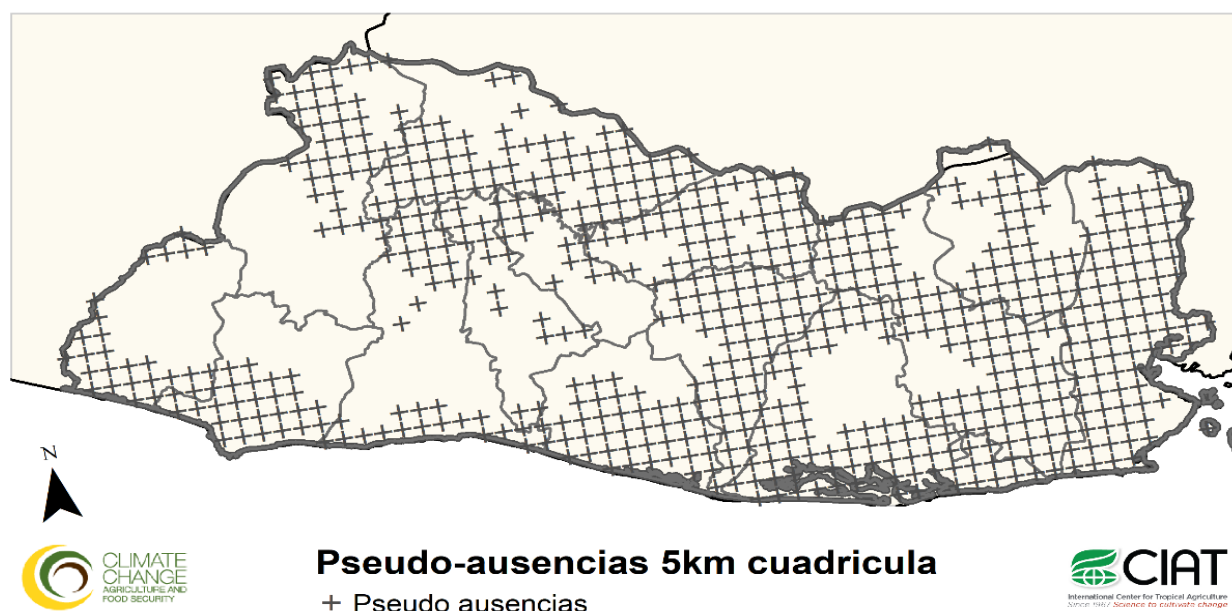 N
CLIMATE
CHANGE
AGRICULTURE AND
FOOD SECURITY
Pseudo-ausencias 5km cuadricula
+ Pseudo ausencias
CIAT
International Center for Tropical Agriculture
Since 1967 Science to cultivate change